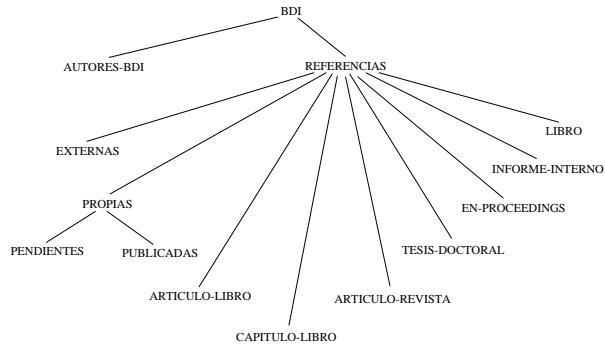 BDI
AUTORES-BDI
REFERENCIAS
LIBRO
EXTERNAS
INFORME-INTERNO
PROPIAS
EN-PROCEEDINGS
PENDIENTES
PUBLICADAS
TESIS-DOCTORAL
ARTICULO-LIBRO
ARTICULO-REVISTA
CAPITULO-LIBRO